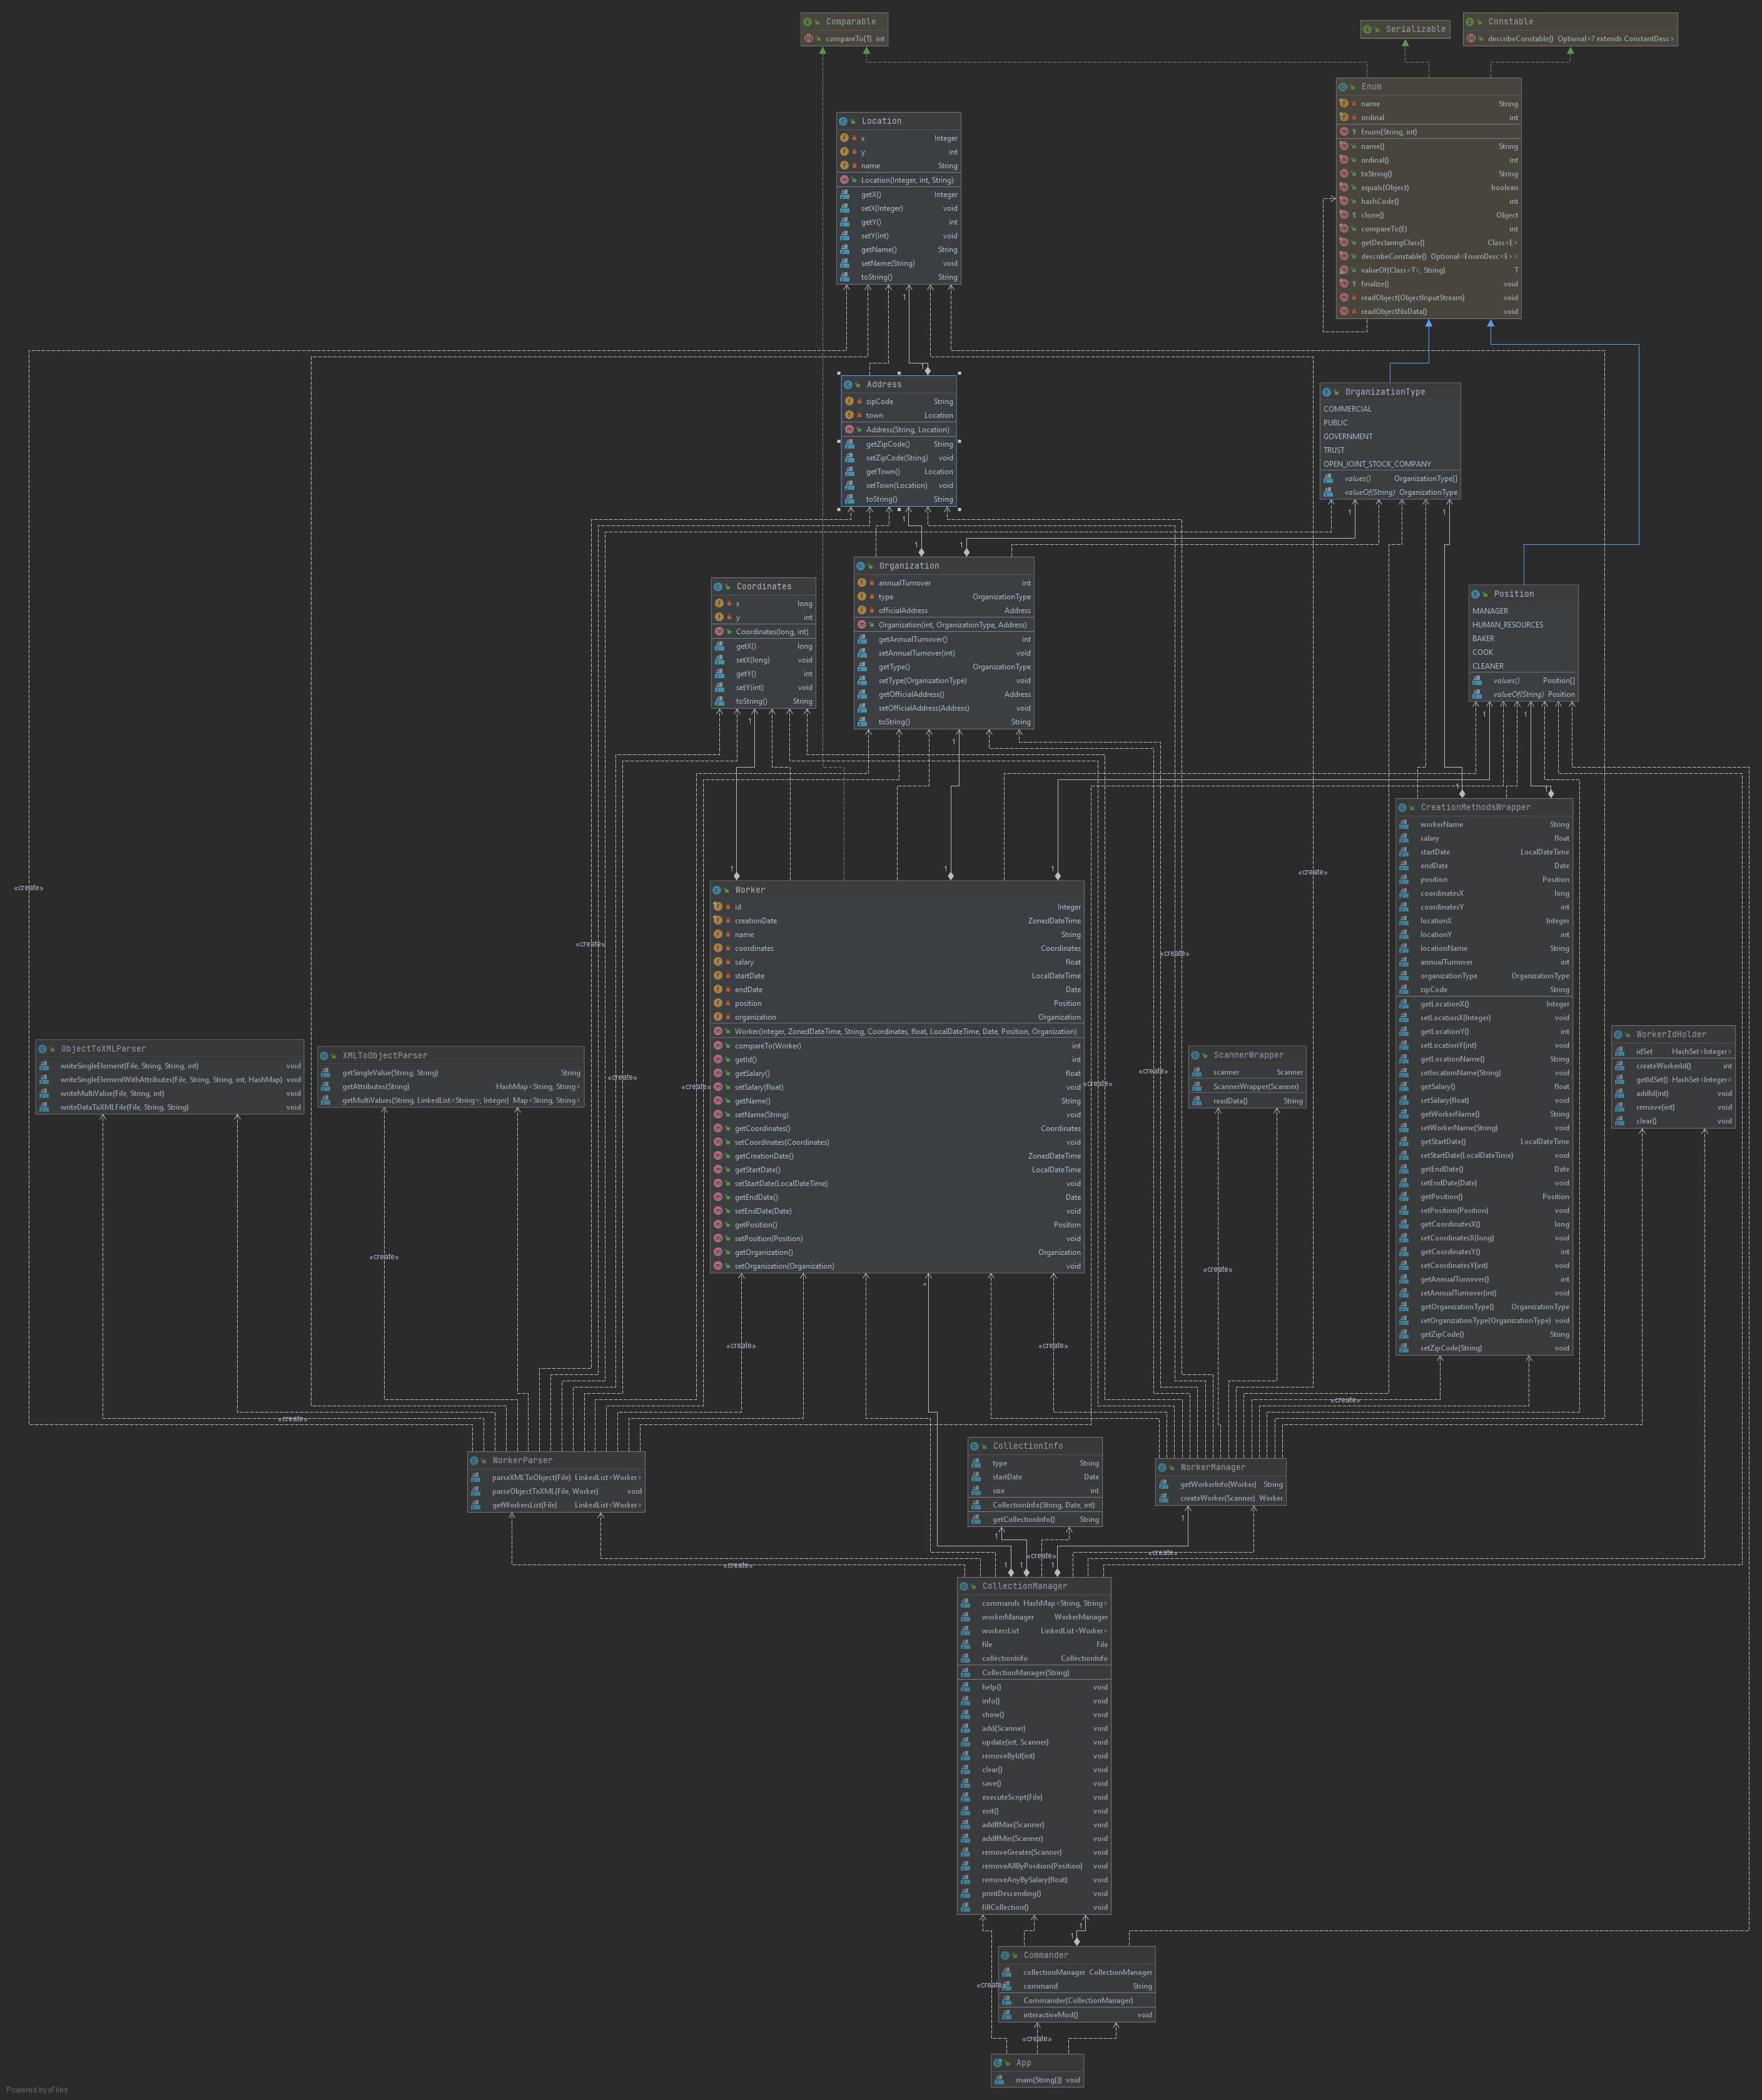 Comparable
compareTo(T) int
Serializable
Constable
describeConstable() Optional<? extends ConstantDesc>
Enum
name String
ordinal int
Enum(String, int)
name() String
ordinal() int
toString() String
equals(Object) boolean
hashCode() int
clone() Object
compareTo(E) int
getDeclaringClass() Class<E>
describeConstable() Optional<EnumDesc<E>>
valueOf(Class<T>, String) T
finalize() void
readObject(ObjectInputStream) void
readObjectNoData() void
Location
x Integer
y int
name String
Location(Integer, int, String)
getX() Integer
setX(Integer) void
getY() int
setY(int) void
getName() String
setName(String) void
toString() String
1
1
Address
zipCode String
town Location
Address(String, Location)
getZipCode() String
setZipCode(String) void
getTown() Location
setTown(Location) void
toString() String
OrganizationType
COMMERCIAL
PUBLIC
GOVERNMENT
TRUST
OPEN_JOINT_STOCK_COMPANY
values() OrganizationType[]
valueOf(String) OrganizationType
1
1
1
1
1
Organization
annualTurnover int
type OrganizationType
officialAddress Address
Organization(int, OrganizationType, Address)
getAnnualTurnover() int
setAnnualTurnover(int) void
getType() OrganizationType
setType(OrganizationType) void
getOfficialAddress() Address
setOfficialAddress(Address) void
toString() String
Coordinates
x long
y int
Coordinates(long, int)
getX() long
setX(long) void
getY() int
setY(int) void
toString() String
Position
MANAGER
HUMAN_RESOURCES
BAKER
COOK
CLEANER
values() Position[]
valueOf(String) Position
1
1
1
1
1
1
CreationMethodsWrapper
workerName String
salary float
startDate LocalDateTime
endDate Date
position Position
coordinatesX long
coordinatesY int
locationX Integer
locationY int
locationName String
annualTurnover int
organizationType OrganizationType
zipCode String
getLocationX() Integer
setLocationX(Integer) void
getLocationY() int
setLocationY(int) void
getLocationName() String
setlocationName(String) void
getSalary() float
setSalary(float) void
getWorkerName() String
setWorkerName(String) void
getStartDate() LocalDateTime
setStartDate(LocalDateTime) void
getEndDate() Date
setEndDate(Date) void
getPosition() Position
setPosition(Position) void
getCoordinatesX() long
setCoordinatesX(long) void
getCoordinatesY() int
setCoordinatesY(int) void
getAnnualTurnover() int
setAnnualTurnover(int) void
getOrganizationType() OrganizationType
setOrganizationType(OrganizationType) void
getZipCode() String
setZipCode(String) void
1
1
1
«create»
«create»
«create»
«create»
Worker
id Integer
creationDate ZonedDateTime
name String
coordinates Coordinates
salary float
startDate LocalDateTime
endDate Date
position Position
organization Organization
Worker(Integer, ZonedDateTime, String, Coordinates, float, LocalDateTime, Date, Position, Organization)
compareTo(Worker) int
getId() int
getSalary() float
setSalary(float) void
getName() String
setName(String) void
getCoordinates() Coordinates
setCoordinates(Coordinates) void
getCreationDate() ZonedDateTime
getStartDate() LocalDateTime
setStartDate(LocalDateTime) void
getEndDate() Date
setEndDate(Date) void
getPosition() Position
setPosition(Position) void
getOrganization() Organization
setOrganization(Organization) void
ObjectToXMLParser
writeSingleElement(File, String, String, int) void
writeSingleElementWithAttributes(File, String, String, int, HashMap) void
writeMultiValue(File, String, int) void
writeDataToXMLFile(File, String, String) void
XMLToObjectParser
getSingleValue(String, String) String
getAttributes(String) HashMap<String, String>
getMultiValues(String, LinkedList<String>, Integer) Map<String, String>
ScannerWrapper
scanner Scanner
ScannerWrapper(Scanner)
readData() String
WorkerIdHolder
idSet HashSet<Integer>
createWorkerId() int
getIdSet() HashSet<Integer>
addId(int) void
remove(int) void
clear() void
«create»
«create»
«create»
«create»
«create»
«create»
*
«create»
«create»
«create»
«create»
WorkerParser
parseXMLToObject(File) LinkedList<Worker>
parseObjectToXML(File, Worker) void
getWorkersList(File) LinkedList<Worker>
CollectionInfo
type String
startDate Date
size int
CollectionInfo(String, Date, int)
getCollectionInfo() String
WorkerManager
getWorkerInfo(Worker) String
createWorker(Scanner) Worker
1
1
«create»
«create»
«create»
1
1
1
CollectionManager
commands HashMap<String, String>
workerManager WorkerManager
workersList LinkedList<Worker>
file File
collectionInfo CollectionInfo
CollectionManager(String)
help() void
info() void
show() void
add(Scanner) void
update(int, Scanner) void
removeById(int) void
clear() void
save() void
executeScript(File) void
exit() void
addIfMax(Scanner) void
addIfMin(Scanner) void
removeGreater(Scanner) void
removeAllByPosition(Position) void
removeAnyBySalary(float) void
printDescending() void
fillCollection() void
1
1
Commander
collectionManager CollectionManager
command String
Commander(CollectionManager)
interactiveMod() void
«create»
«create»
App
main(String[]) void
Powered by yFiles